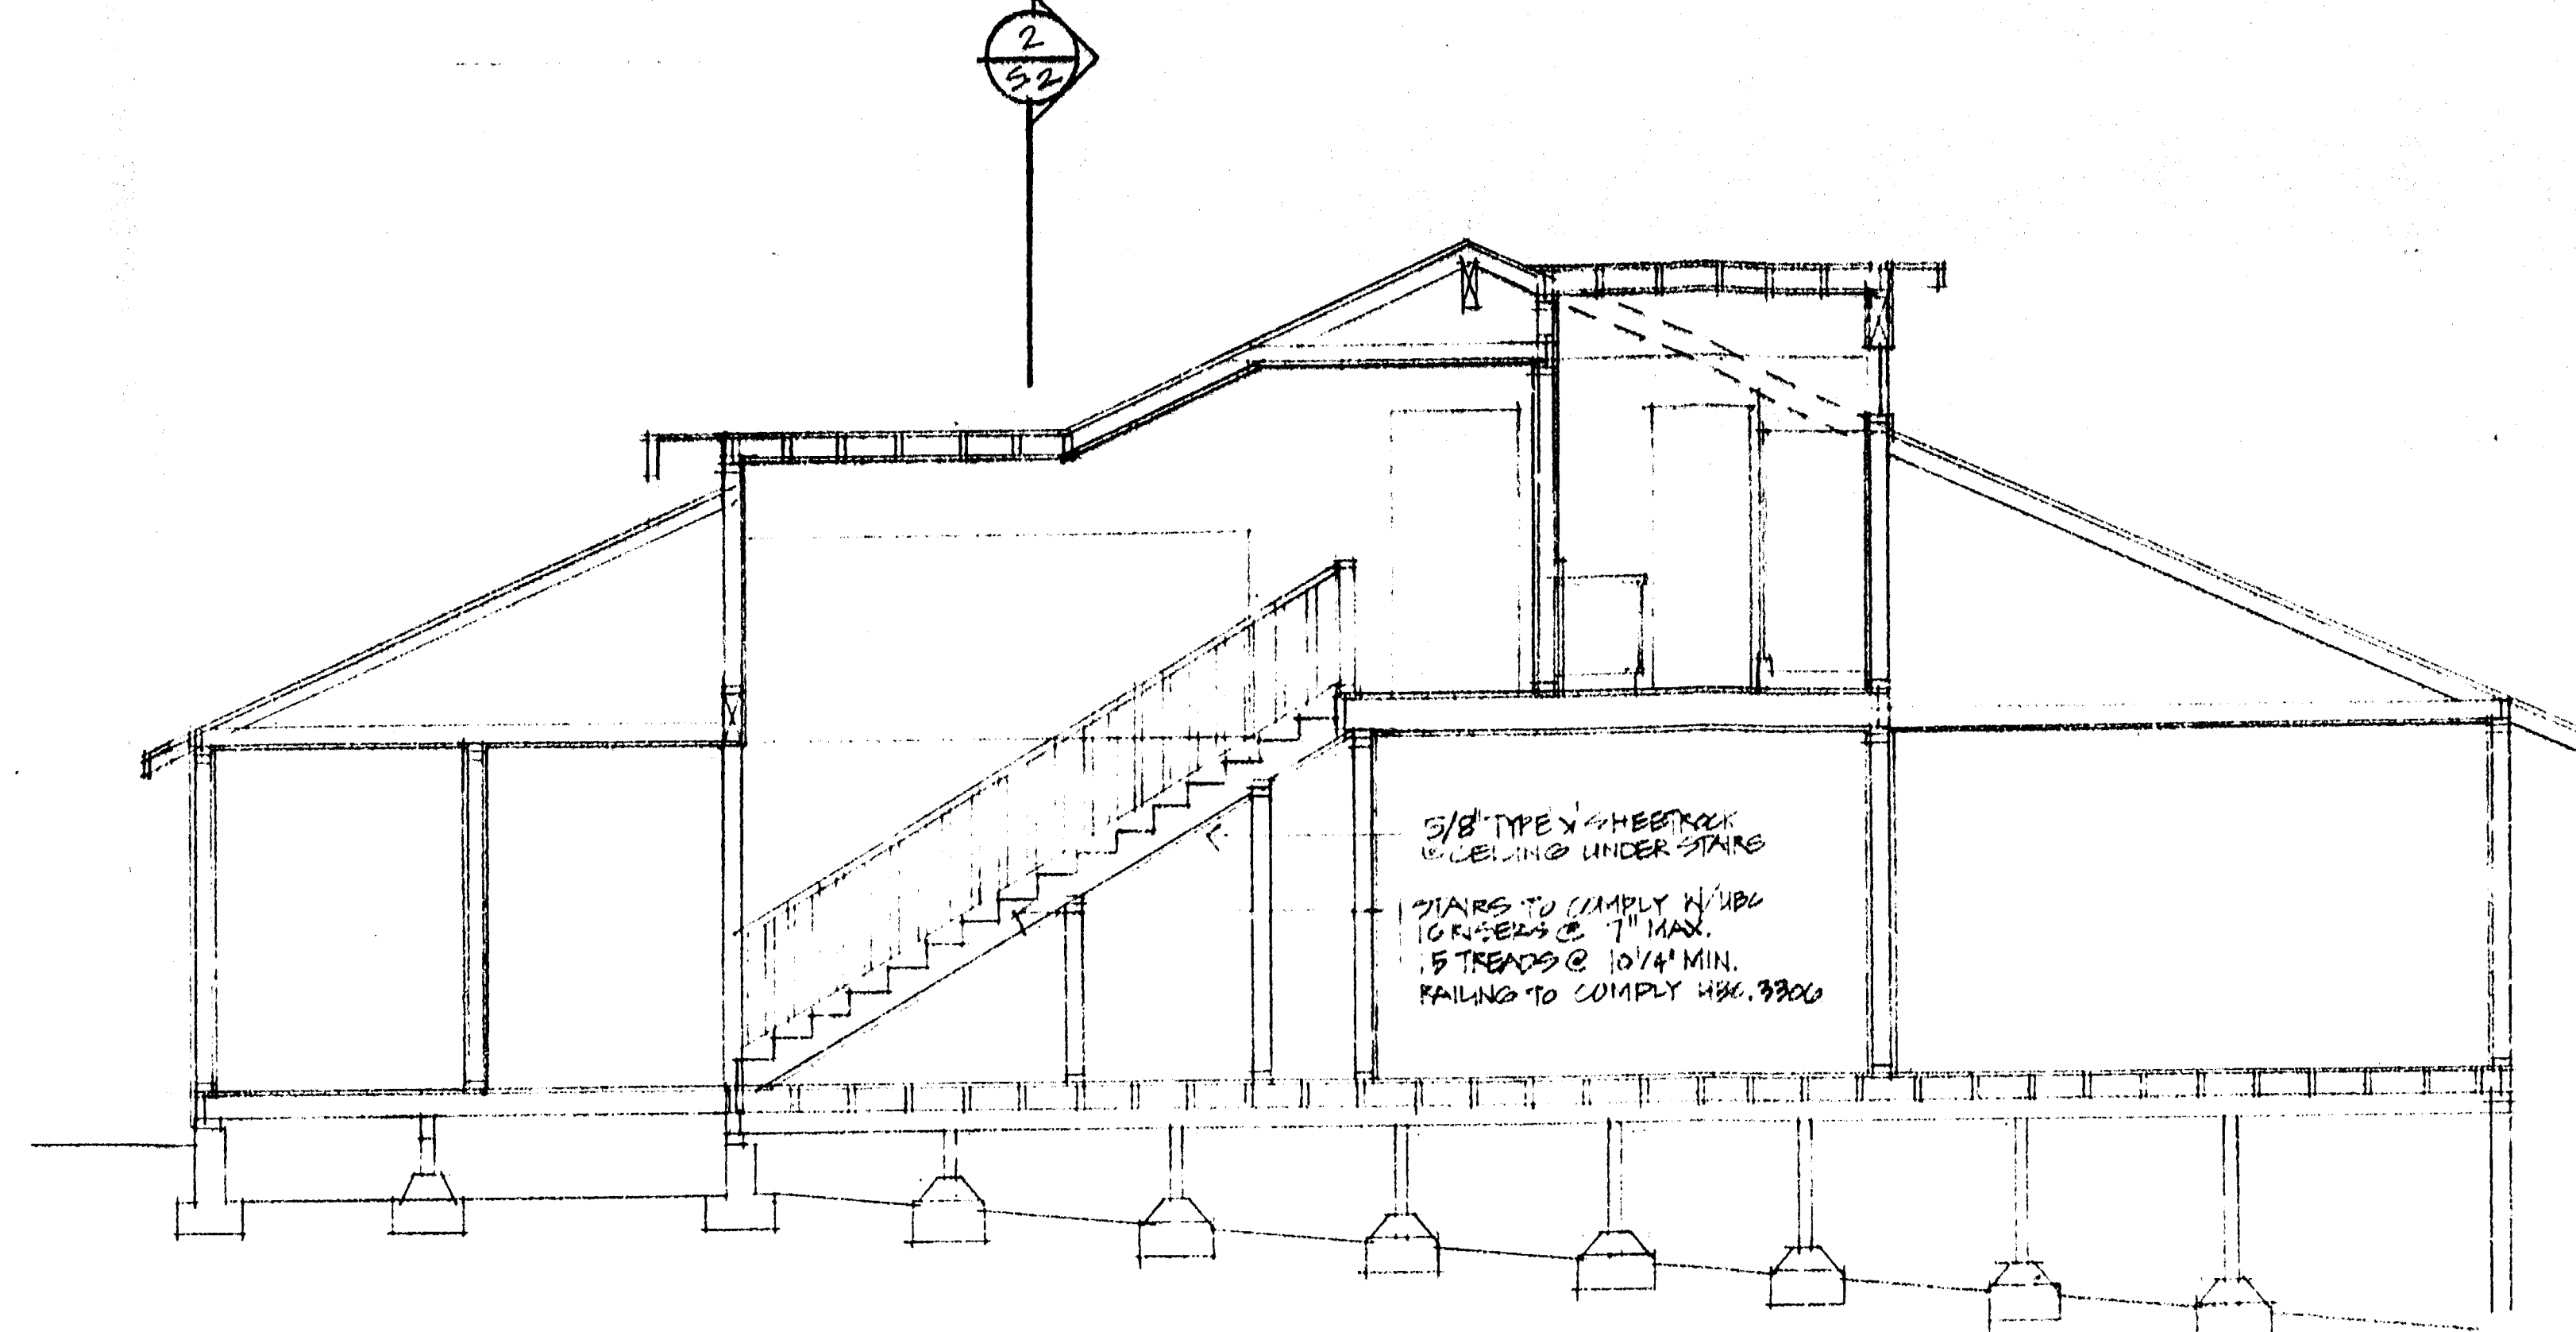 2
S2
5/8" TYPE 'X' SHEETROCK
@ CEILING UNDER STAIRS
STAIRS TO COMPLY W/UBC
16 RISERS @ 7" MAX.
15 TREADS @ 10 1/4" MIN.
RAILING TO COMPLY UBC.3306